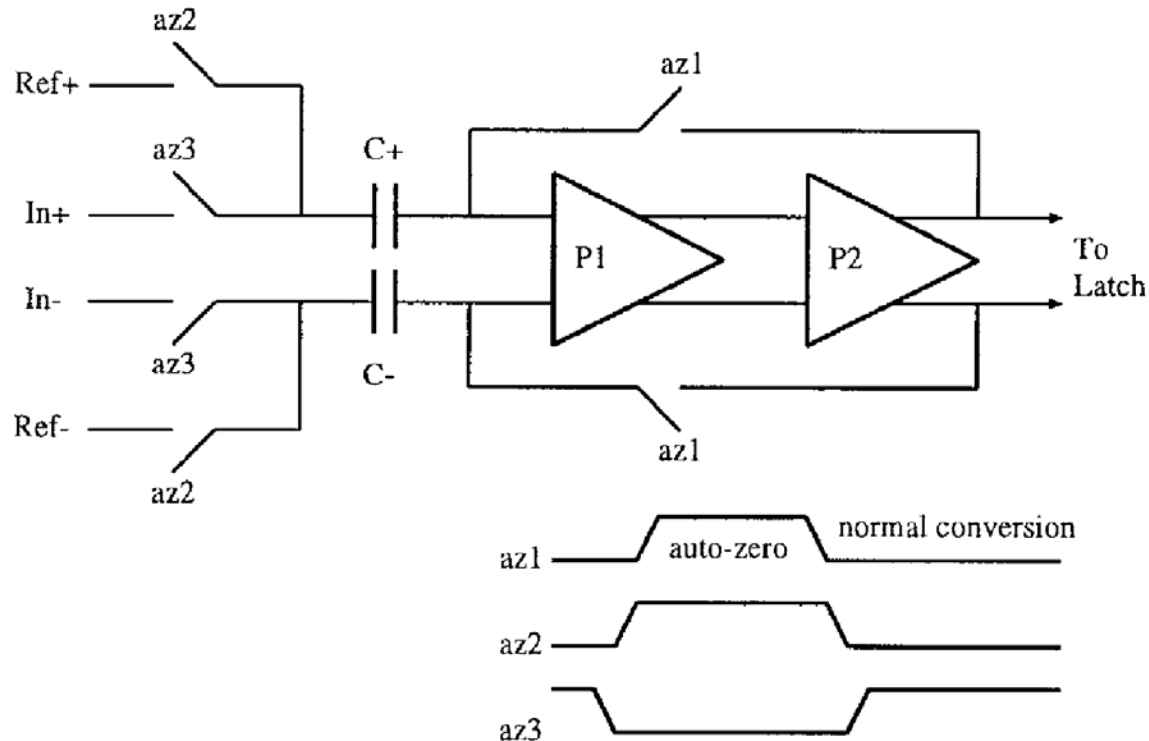 az2
Ref+
az1
az3
C+
In+
P1
P2
To
Latch
In-
az3
C-
Ref-
az2
az1
normal conversion
auto-zero
az1
az2
az3